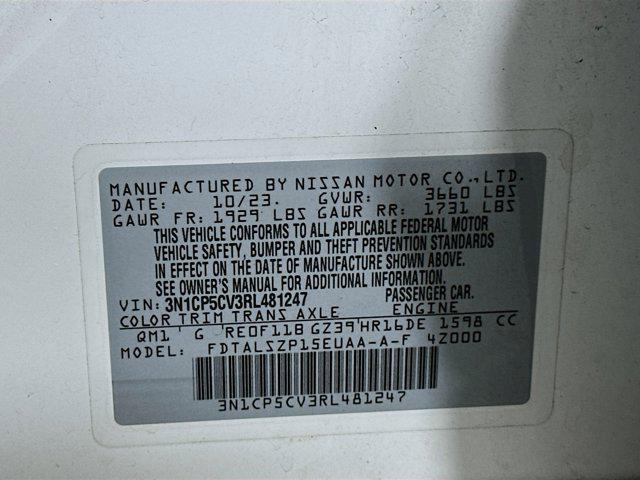 MANUFACTURED BY NISSAN MOTOR CO., LTD.
DATE: 10/23. GVWR: 3660 LBS
GAWR FR: 1929 LBS GAWR RR: 1731 LBS
THIS VEHICLE CONFORMS TO ALL APPLICABLE FEDERAL MOTOR
VEHICLE SAFETY, BUMPER AND THEFT PREVENTION STANDARDS
IN EFFECT ON THE DATE OF MANUFACTURE SHOWN ABOVE.
SEE OWNER'S MANUAL FOR ADDITIONAL INFORMATION.
VIN: 3N1CP5CV3RL481247 PASSENGER CAR.
COLOR TRIM TRANS AXLE ENGINE
QM1 G RE0F11B GZ39 HR16DE 1598 CC
MODEL: FDTALSZP15EUAA-A-F 4Z000
3N1CP5CV3RL481247